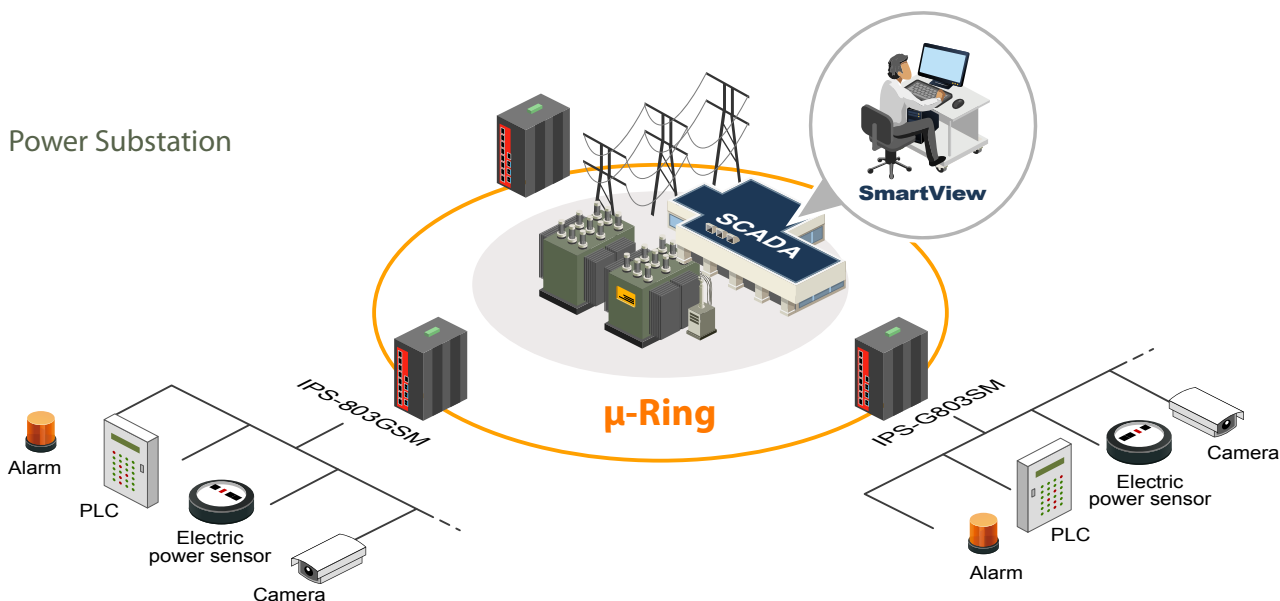 Power Substation
SmartView
SCADA
μ-Ring
IPS-803GSM
IPS-G803SM
Alarm
PLC
Electric
power sensor
Camera
Camera
Electric
power sensor
PLC
Alarm